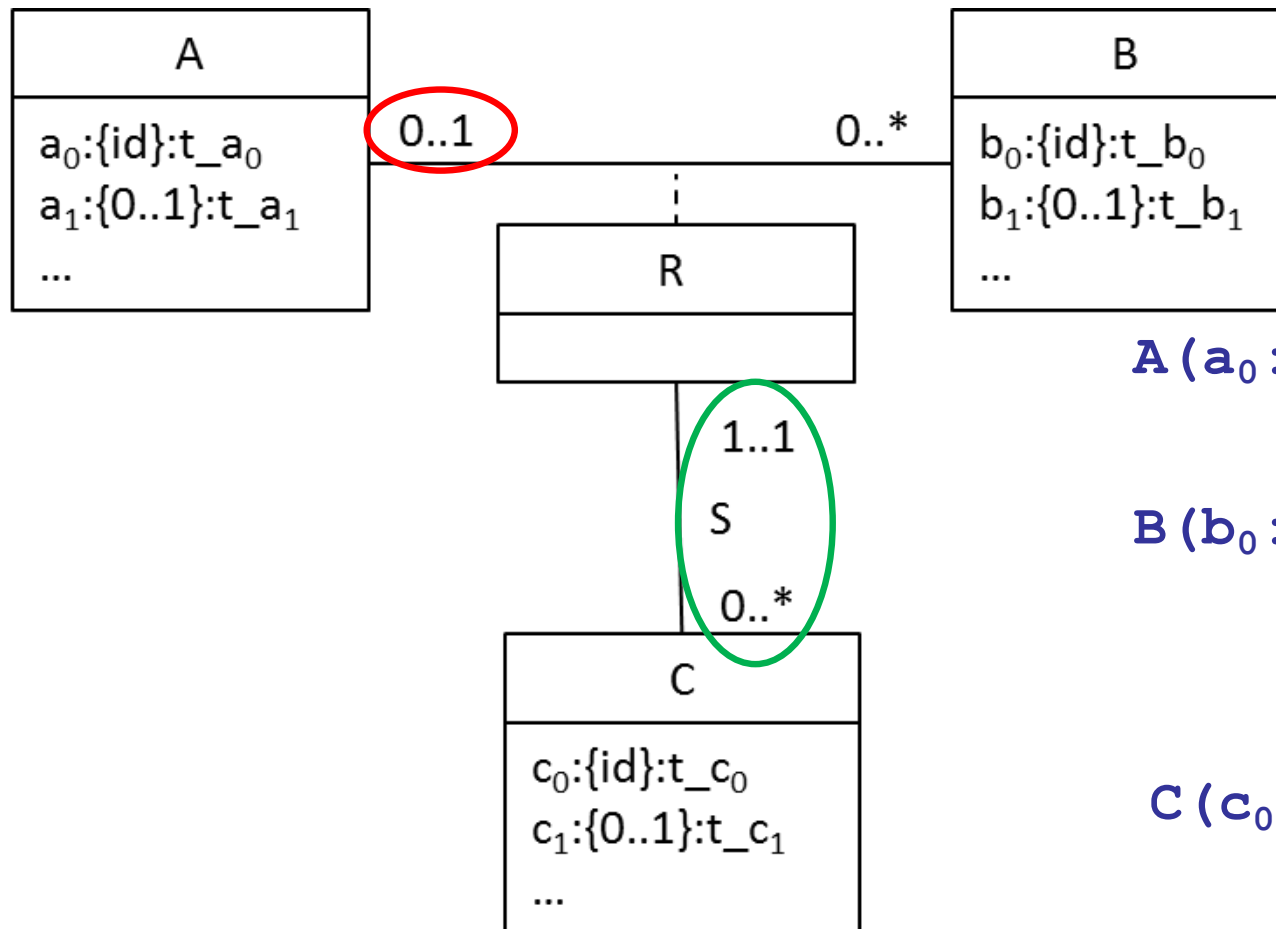 A
a₀:{id}:t_a₀
a₁:{0..1}:t_a₁
...
0..1
0..*
B
b₀:{id}:t_b₀
b₁:{0..1}:t_b₁
...
R
A(a₀:
1..1
S
0..*
B(b₀:
C
c₀:{id}:t_c₀
c₁:{0..1}:t_c₁
...
C(c₀